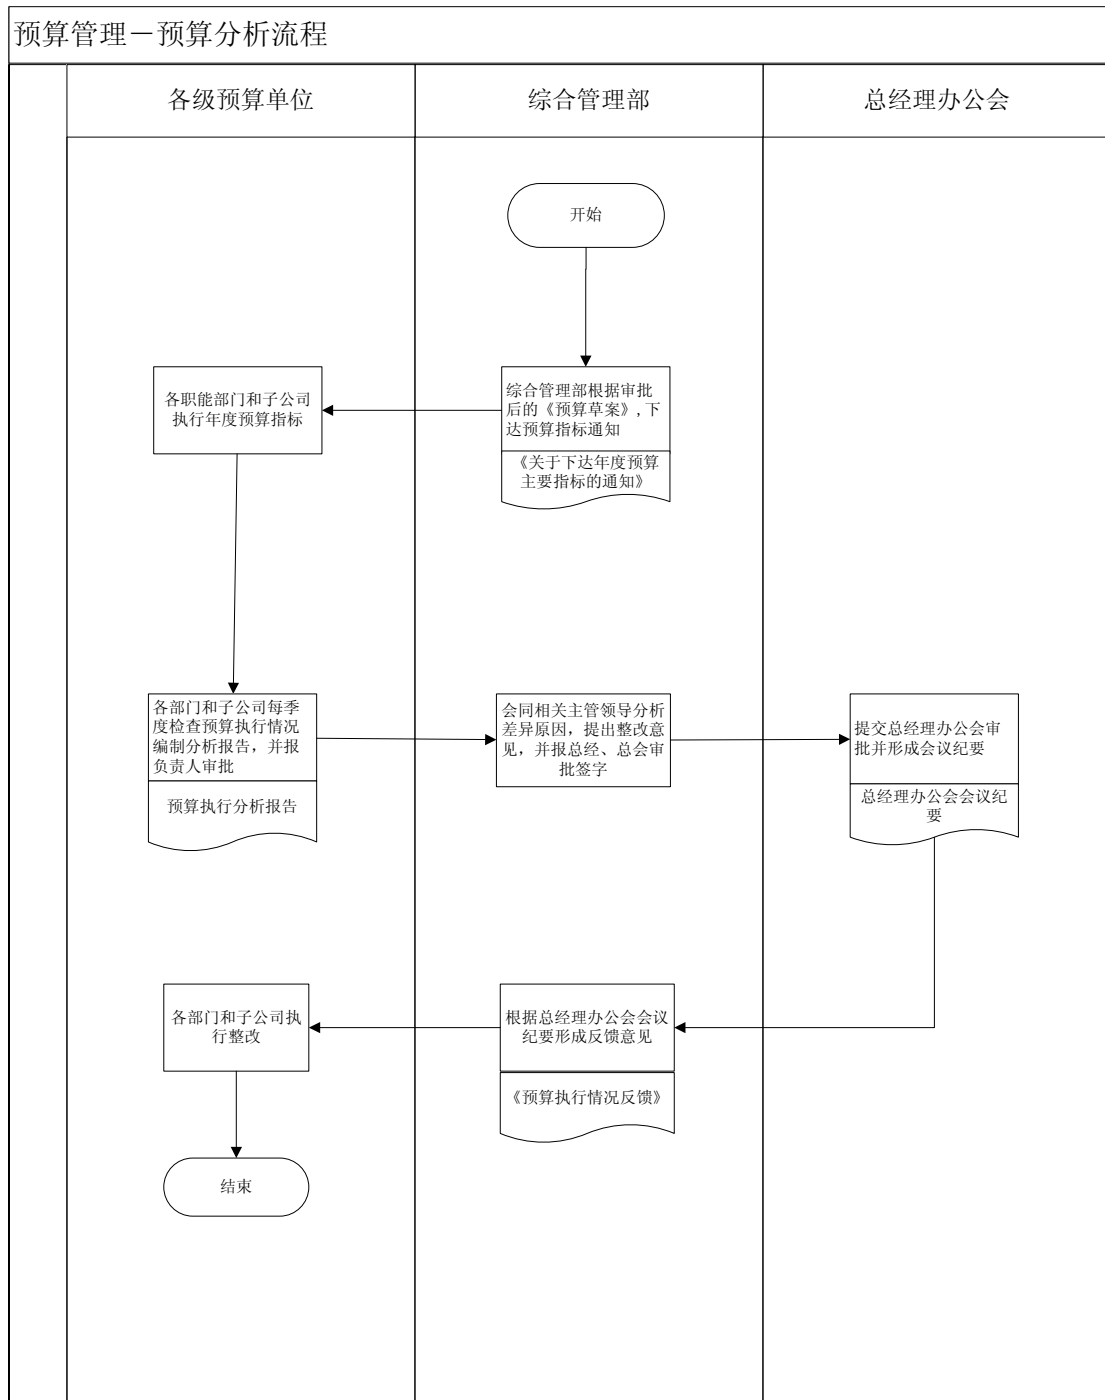 预算管理－预算分析流程
各级预算单位
综合管理部
总经理办公会
开始
各职能部门和子公司
执行年度预算指标
综合管理部根据审批
后的《预算草案》,下
达预算指标通知
《关于下达年度预算
主要指标的通知》
各部门和子公司每季
度检查预算执行情况
编制分析报告，并报
负责人审批
预算执行分析报告
会同相关主管领导分析
差异原因，提出整改意
见，并报总经、总会审
批签字
提交总经理办公会审
批并形成会议纪要
总经理办公会会议纪
要
各部门和子公司执
行整改
根据总经理办公会会议
纪要形成反馈意见
《预算执行情况反馈》
结束